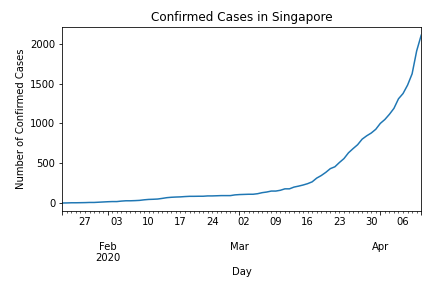 Confirmed Cases in Singapore
Number of Confirmed Cases
2000
1500
1000
500
0
27 03 10 17 24 02 09 16 23 30 06
Feb Mar Apr
2020
Day